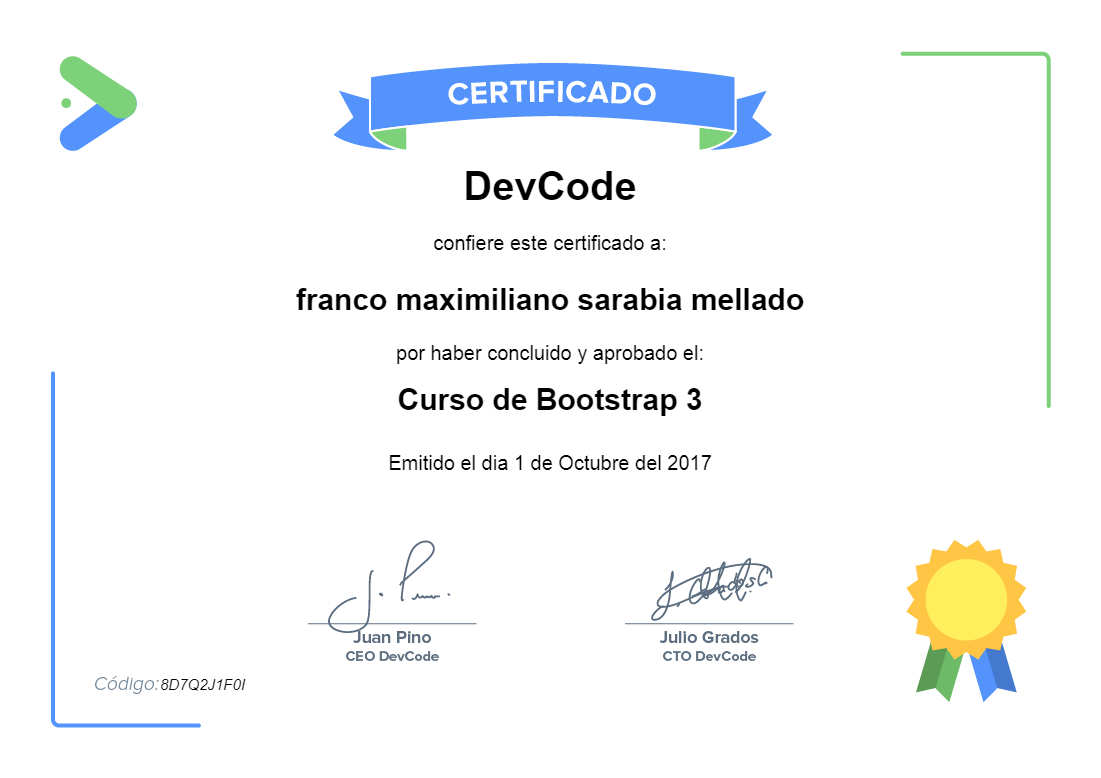 CERTIFICADO
DevCode
confiere este certificado a:
franco maximiliano sarabia mellado
por haber concluido y aprobado el:
Curso de Bootstrap 3
Emitido el dia 1 de Octubre del 2017
Juan Pino
CEO DevCode
Julio Grados
CTO DevCode
Código: 8D7Q2J1F0I